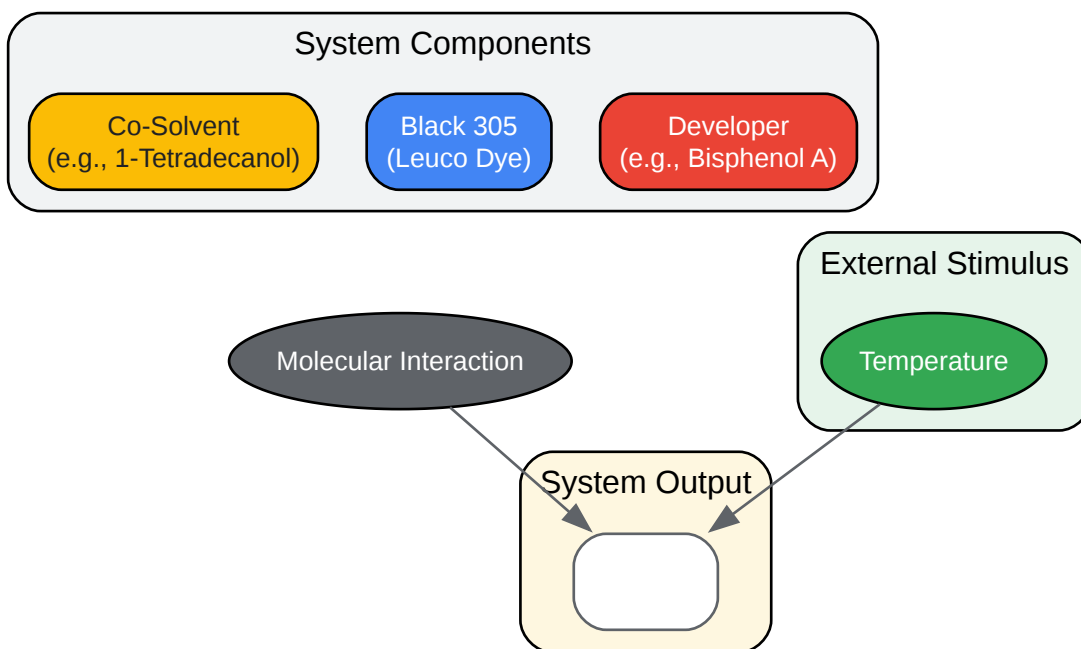 System Components
Co-Solvent
(e.g., 1-Tetradecanol)
Black 305
(Leuco Dye)
Developer
(e.g., Bisphenol A)
External Stimulus
Molecular Interaction
Temperature
System Output